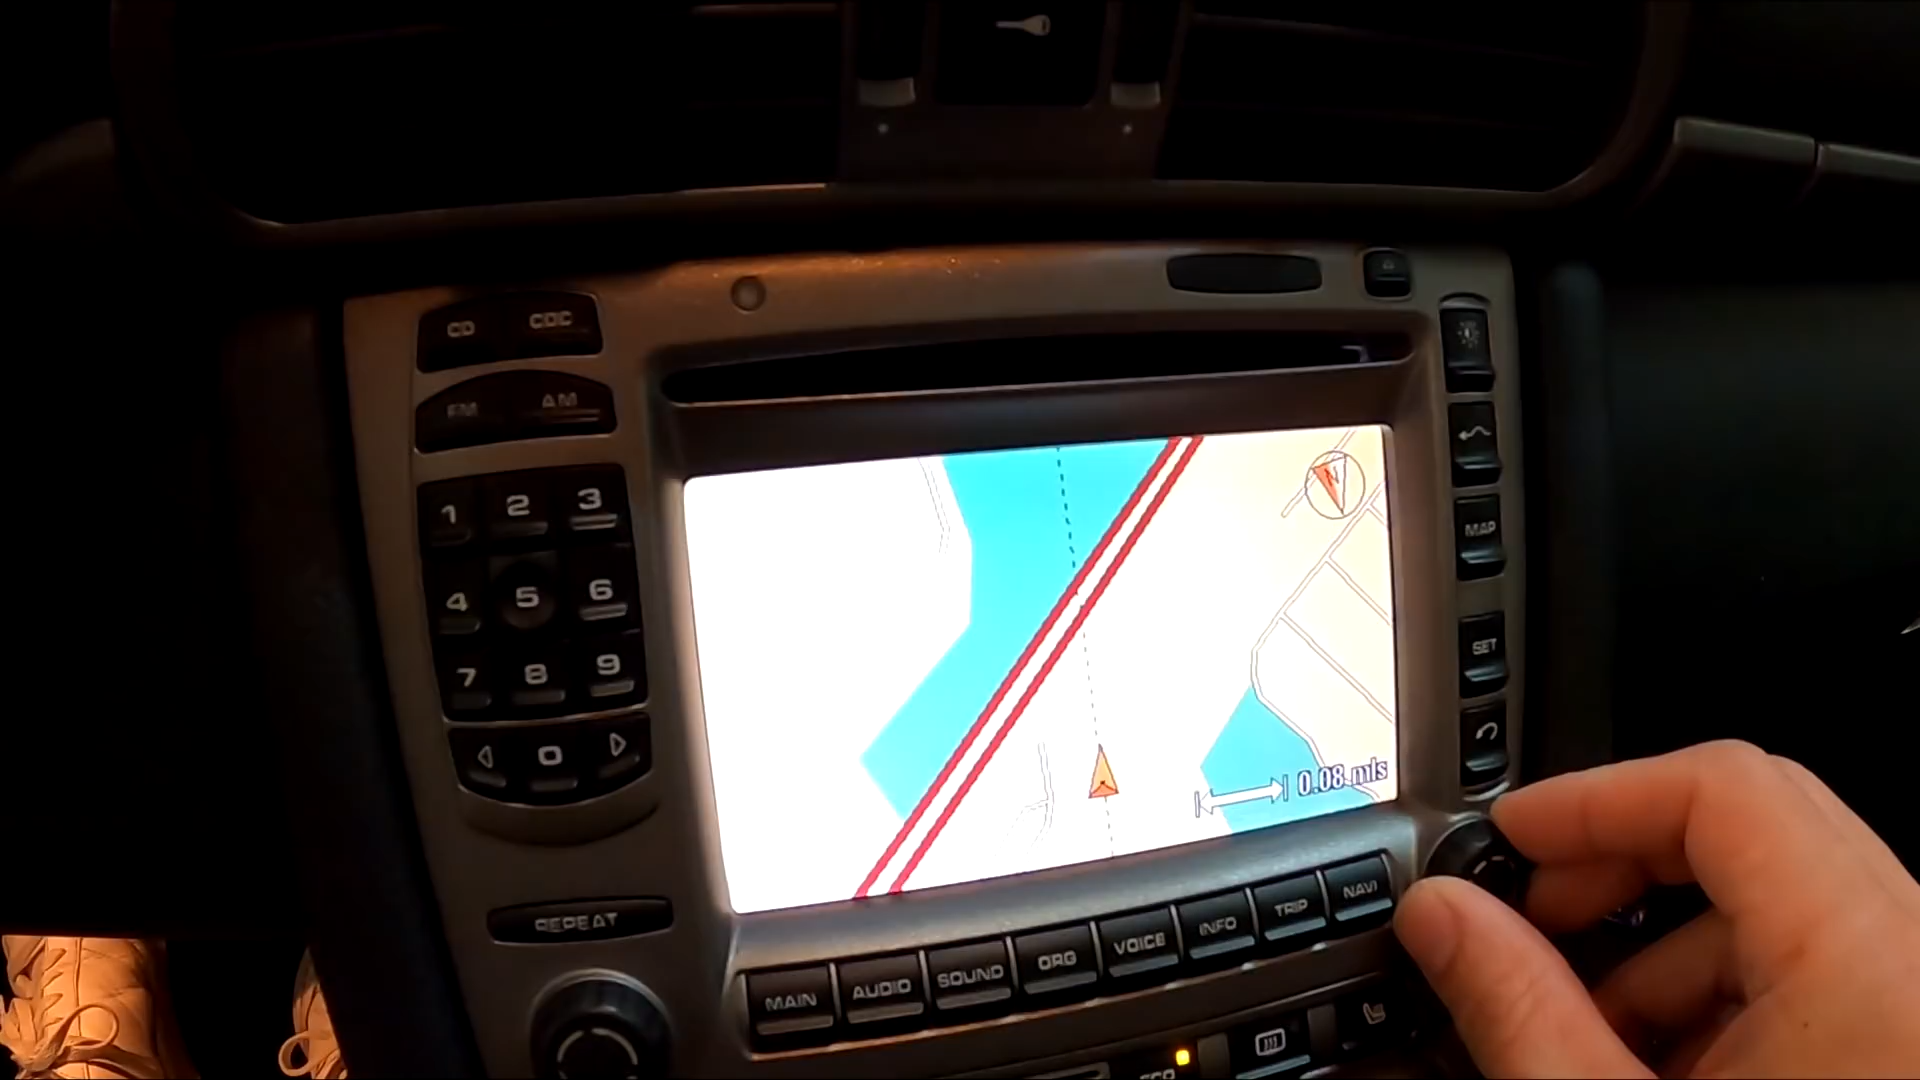 CD CDC
FM AM
1 2 3
4 5 6
7 8 9
0
REPEAT
N
0.08 mls
MAP
SET
MAIN AUDIO SOUND ORG VOICE INFO TRIP NAVI